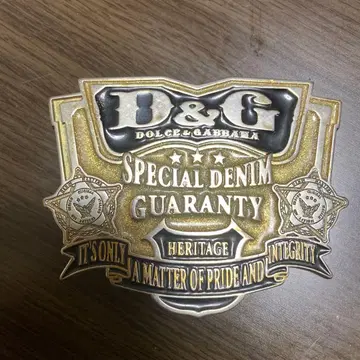 D&G
DOLCE & GABBANA
SPECIAL DENIM
GUARANTY
HERITAGE
IT'S ONLY
A MATTER OF PRIDE AND
INTEGRITY